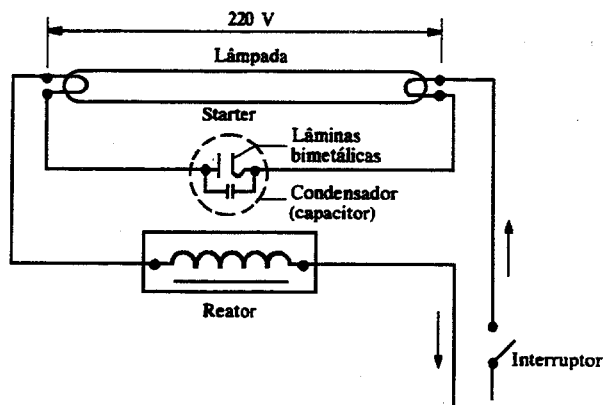 220 V
Lâmpada
Starter
Lâminas
bimetálicas
Condensador
(capacitor)
Reator
Interruptor